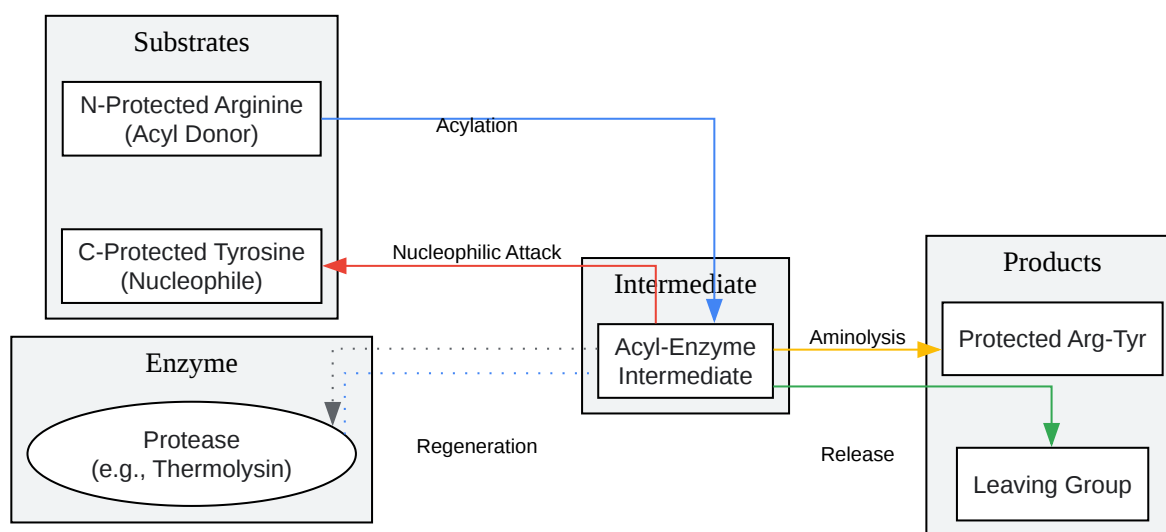 Substrates
N-Protected Arginine
(Acyl Donor)
Acylation
C-Protected Tyrosine
(Nucleophile)
Nucleophilic Attack
Intermediate
Acyl-Enzyme
Intermediate
Products
Aminolysis
Protected Arg-Tyr
Enzyme
Protease
(e.g., Thermolysin)
Regeneration
Release
Leaving Group